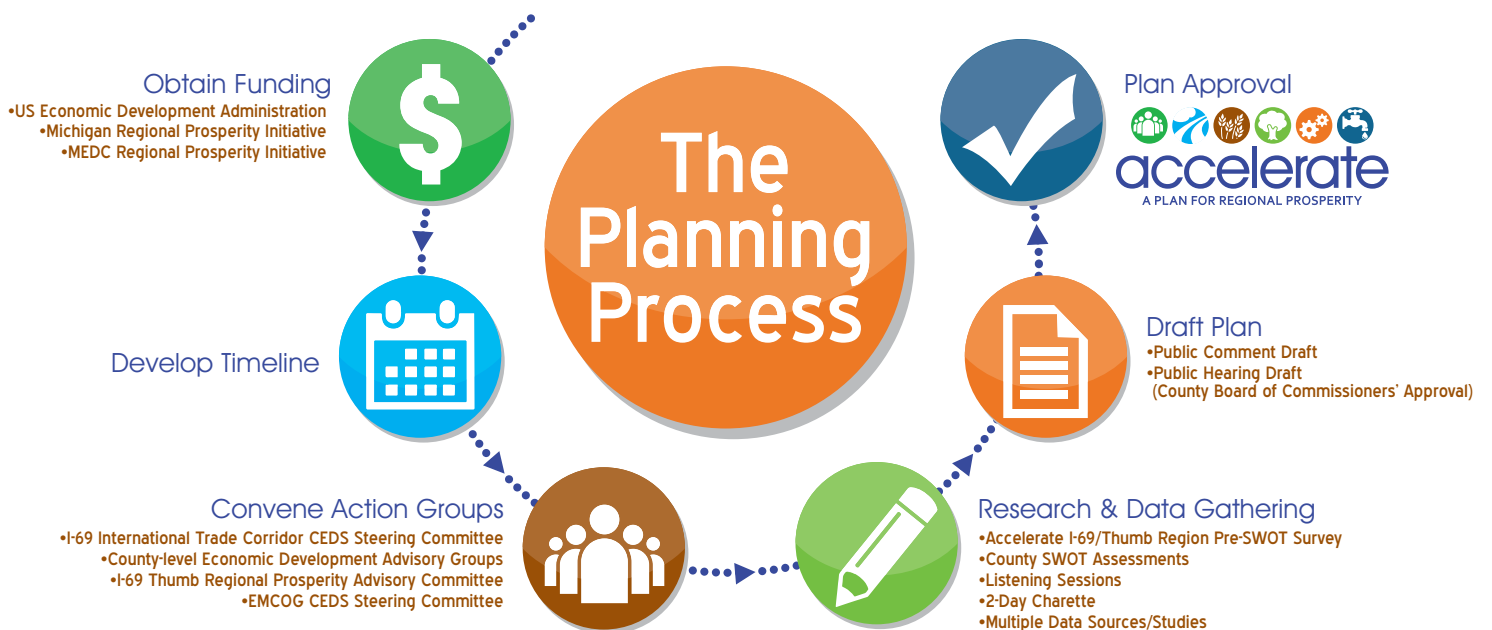 The
Planning
Process
Obtain Funding
•US Economic Development Administration
•Michigan Regional Prosperity Initiative
•MEDC Regional Prosperity Initiative
Develop Timeline
Convene Action Groups
•I-69 International Trade Corridor CEDS Steering Committee
•County-level Economic Development Advisory Groups
•I-69 Thumb Regional Prosperity Advisory Committee
•EMCOG CEDS Steering Committee
Research & Data Gathering
•Accelerate I-69/Thumb Region Pre-SWOT Survey
•County SWOT Assessments
•Listening Sessions
•2-Day Charette
•Multiple Data Sources/Studies
Draft Plan
•Public Comment Draft
•Public Hearing Draft
(County Board of Commissioners' Approval)
Plan Approval
accelerate
A PLAN FOR REGIONAL PROSPERITY